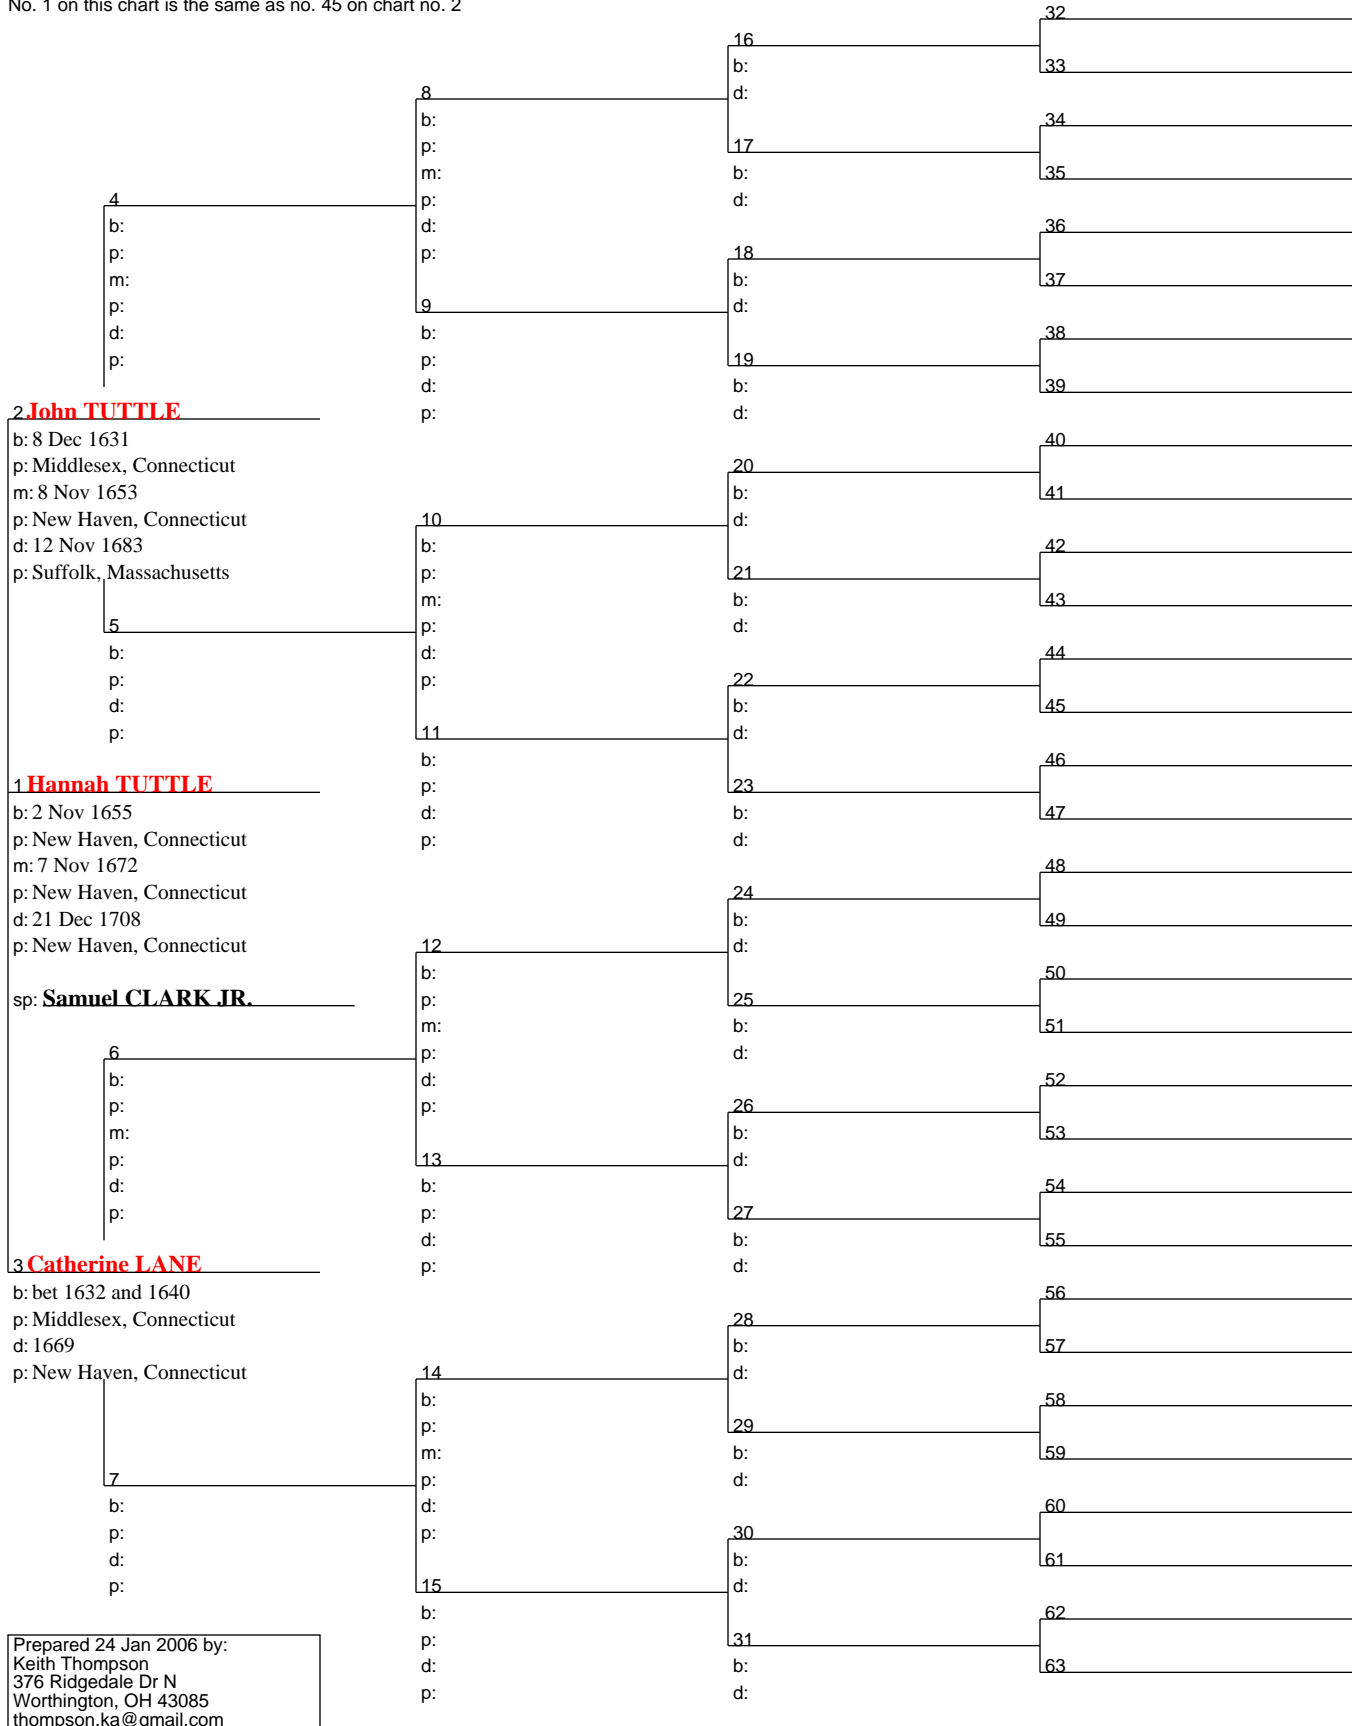 No. 1 on this chart is the same as no. 45 on chart no. 2
4
b:
p:
m:
p:
d:
p:
2 John TUTTLE
b: 8 Dec 1631
p: Middlesex, Connecticut
m: 8 Nov 1653
p: New Haven, Connecticut
d: 12 Nov 1683
p: Suffolk, Massachusetts
5
b:
p:
d:
p:
1 Hannah TUTTLE
b: 2 Nov 1655
p: New Haven, Connecticut
m: 7 Nov 1672
p: New Haven, Connecticut
d: 21 Dec 1708
p: New Haven, Connecticut
sp: Samuel CLARK JR.
6
b:
p:
m:
p:
d:
p:
3 Catherine LANE
b: bet 1632 and 1640
p: Middlesex, Connecticut
d: 1669
p: New Haven, Connecticut
7
b:
p:
d:
p:
Prepared 24 Jan 2006 by:
Keith Thompson
376 Ridgedale Dr N
Worthington, OH 43085
thompson.ka@gmail.com
8
b:
p:
m:
p:
d:
p:
9
b:
p:
d:
p:
10
b:
p:
m:
p:
d:
p:
11
b:
p:
d:
p:
12
b:
p:
m:
p:
d:
p:
13
b:
p:
d:
p:
14
b:
p:
m:
p:
d:
p:
15
b:
p:
d:
p:
16
b:
d:
17
b:
d:
18
b:
d:
19
b:
d:
20
b:
d:
21
b:
d:
22
b:
d:
23
b:
d:
24
b:
d:
25
b:
d:
26
b:
d:
27
b:
d:
28
b:
d:
29
b:
d:
30
b:
d:
31
b:
d:
32
33
34
35
36
37
38
39
40
41
42
43
44
45
46
47
48
49
50
51
52
53
54
55
56
57
58
59
60
61
62
63